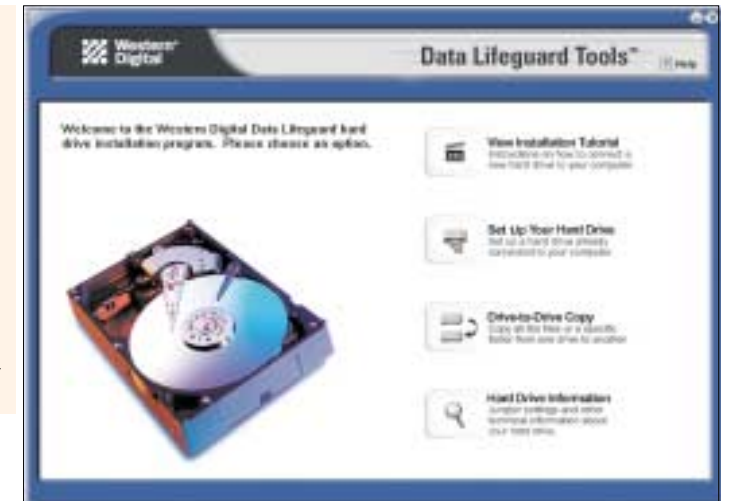 Western
Digital
Data Lifeguard Tools™
Help
Welcome to the Western Digital Data Lifeguard hard
drive installation program. Please choose an option.
View Installation Tutorial
Instructions on how to connect a
new hard drive to your computer
Set Up Your Hard Drive
Set up a hard drive already
connected to your computer
Drive-to-Drive Copy
Copy all the files or a specific
folder from one drive to another
Hard Drive Information
Jumper settings and other
technical information about
your hard drive.